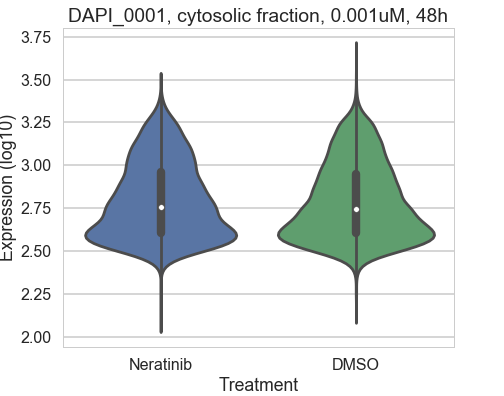 DAPI_0001, cytosolic fraction, 0.001uM, 48h
3.75
3.50
3.25
3.00
2.75
2.50
2.25
2.00
Expression (log10)
Neratinib
DMSO
Treatment